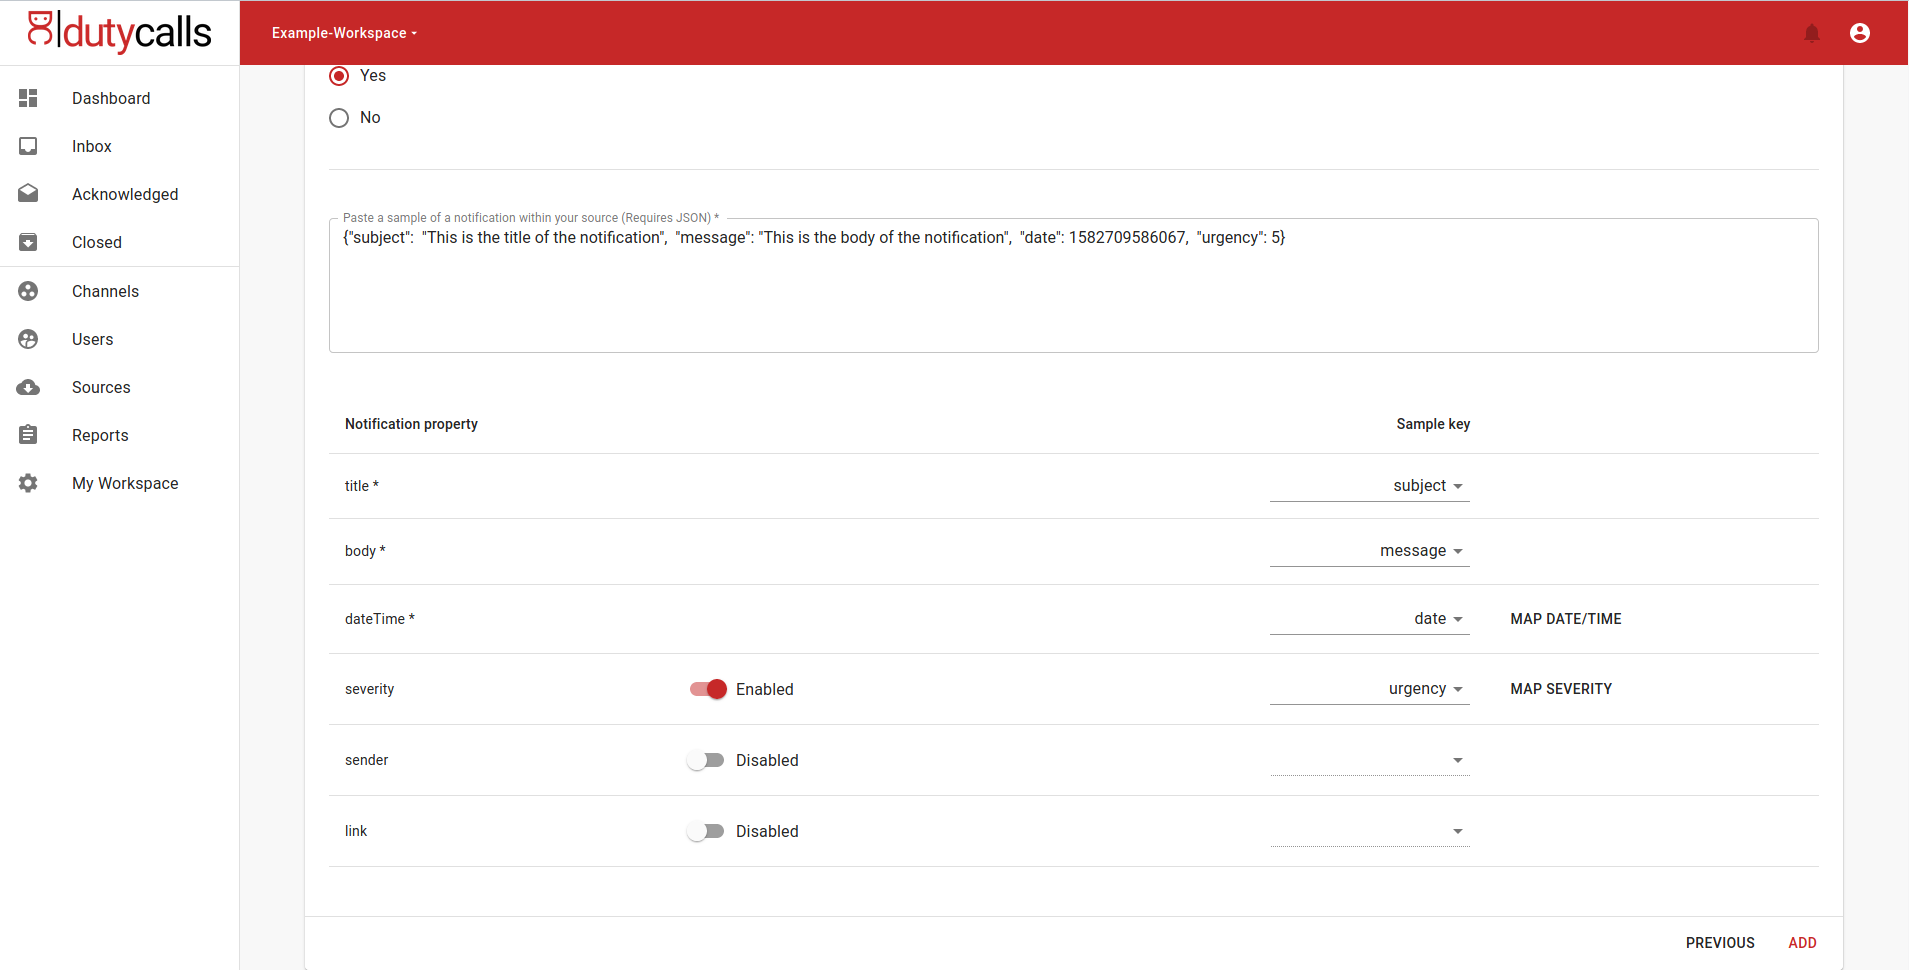 dutycalls
Example-Workspace
Dashboard
Inbox
Acknowledged
Closed
Channels
Users
Sources
Reports
My Workspace
Yes
No
Paste a sample of a notification within your source (Requires JSON) *
{"subject":  "This is the title of the notification",  "message": "This is the body of the notification",  "date": 1582709586067,  "urgency": 5}
Notification property Sample key
title * subject
body * message
dateTime * date MAP DATE/TIME
severity Enabled urgency MAP SEVERITY
sender Disabled
link Disabled
PREVIOUS ADD